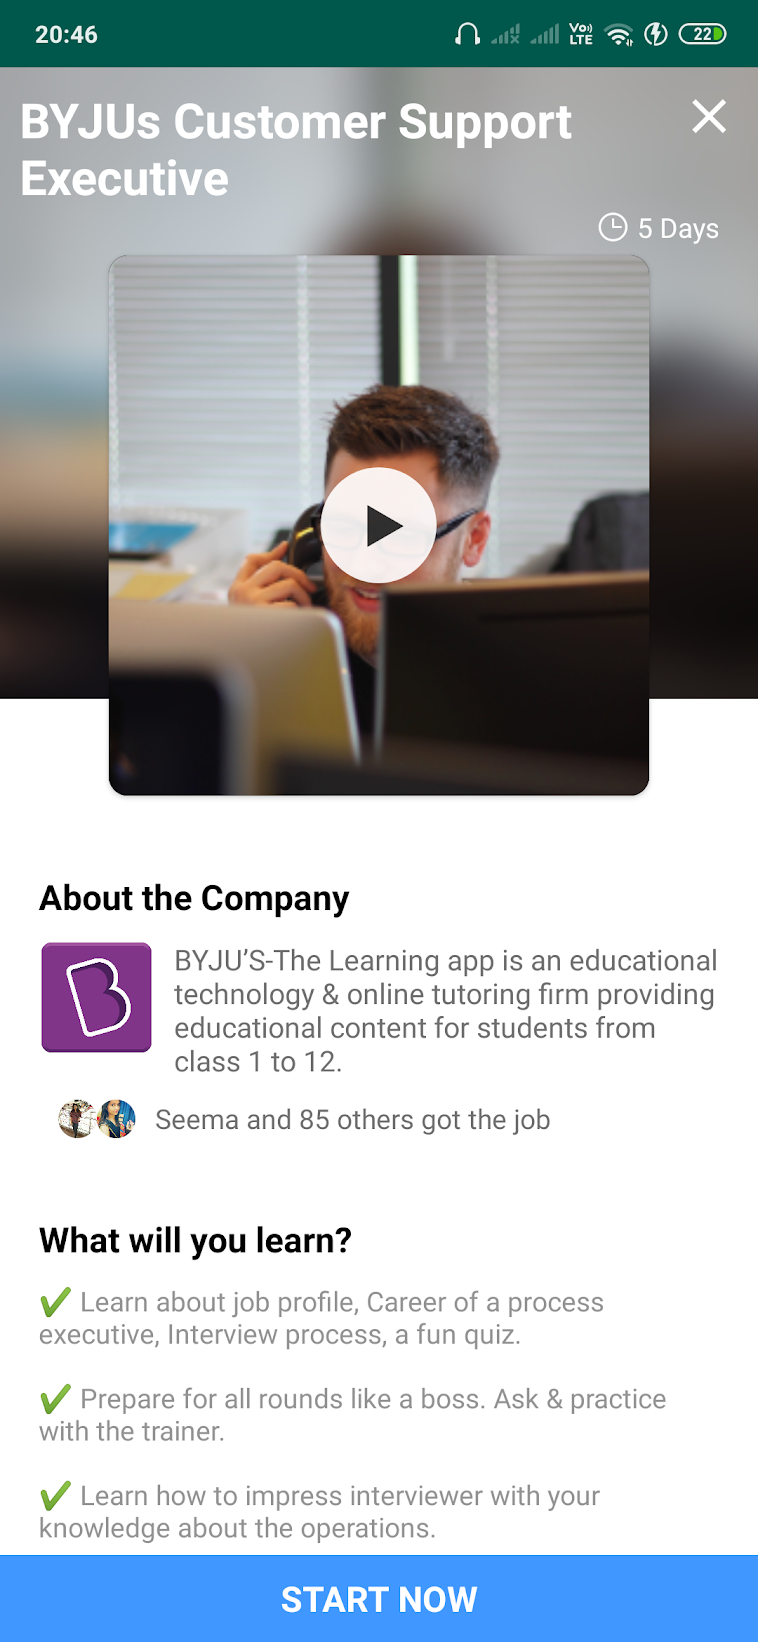 20:46
Vo)) LTE
22
BYJUs Customer Support
Executive
5 Days
About the Company
B
BYJU’S-The Learning app is an educational
technology & online tutoring firm providing
educational content for students from
class 1 to 12.
Seema and 85 others got the job
What will you learn?
✔ Learn about job profile, Career of a process
executive, Interview process, a fun quiz.
✔ Prepare for all rounds like a boss. Ask & practice
with the trainer.
✔ Learn how to impress interviewer with your
knowledge about the operations.
START NOW